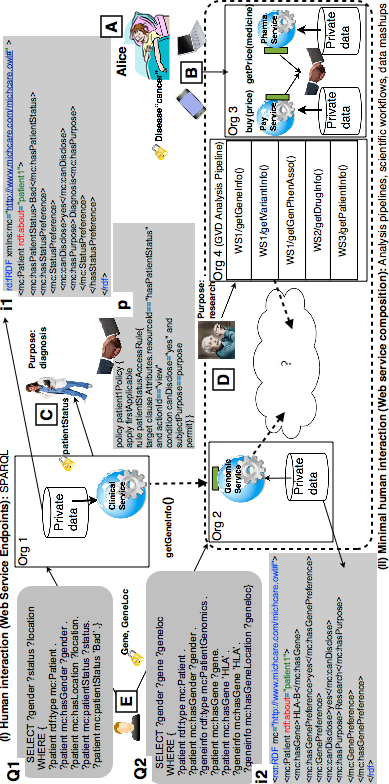 (I) Human interaction (Web Service Endpoints): SPARQL
Q1
SELECT ?gender ?status ?location
WHERE {
?patient rdf:type mc:Patient .
?patient mc:hasGender ?gender .
?patient mc:hasLocation ?location.
?patient mc:patientStatus ?status.
?patient mc:patientStatus 'Bad'. }
Org 1
Private
data
Clinical
Service
patientStatus
C
Purpose:
diagnosis
p
policy patient1Policy {
apply firstApplicable
rule patientStatusAccessRule{
target clause Attributes.resourceId=="hasPatientStatus"
and actionId=="view"
condition canDisclose=="yes" and
subjectPurpose==purpose
permit} }
i1
<rdf:RDF xmlns:mc="http://www.michcare.owl#" >
<mc:Patient rdf:about="patient1">
<mc:hasPatientStatus>Bad</mc:hasPatientStatus>
<mc:hasStatusPreference>
<mc:StatusPreference>
<mc:canDisclose>yes</mc:canDisclose>
<mc:hasPurpose>Diagnosis<mc:hasPurpose>
</mc:StatusPreference>
</hasStatusPreference>
</rdf>
A
Alice
Disease"cancer"
B
Q2
SELECT ?gender ?gene ?geneloc
WHERE {
?patient rdf:type mc:Patient .
?patient mc:hasGender ?gender .
?geneinfo rdf:type mc:PatientGenomics .
?patient mc:hasGene ?gene.
?patient mc:hasGene 'HLA'.
?geneinfo mc:hasGene 'HLA'.
?geneinfo mc:hasGeneLocation ?geneloc}
E
Gene, GeneLoc
getGeneInfo()
Org 2
Genomic
Service
Private
data
?
D
Purpose:
research
Org 4 (GVD Analysis Pipeline)
WS1/getGeneInfo()
WS1/getVariantInfo()
WS1/getGenPhenAsso()
WS2/getDrugInfo()
WS3/getPatientInfo()
Org 3
buy(price) getPrice(medicine)
Pay
Service
Pharma
Service
Private
data
Private
data
i2
<rdf:RDF mc="http://www.michcare.owl#">
<mc:Patient rdf:about="patient1">
<mc:hasGene>HLA-B</mc:hasGene>
<mc:hasGenePreference>yes</mc:hasGenePreference>
<mc:GenePreference>
<mc:canDisclose>yes</mc:canDisclose>
<mc:hasPurpose>Research</mc:hasPurpose>
</mc:GenePreference>
</mc:hasGenePreference>
</rdf>
(II) Minimal human interaction (Web service composition): Analysis pipelines, scientific workflows, data mashups